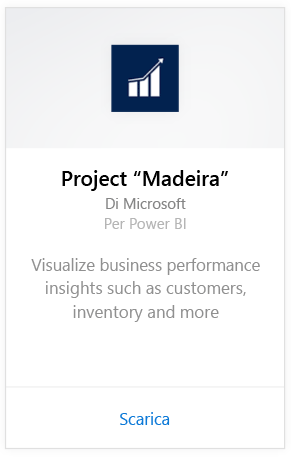 Project “Madeira”
Di Microsoft
Per Power BI
Visualize business performance
insights such as customers,
inventory and more
Scarica